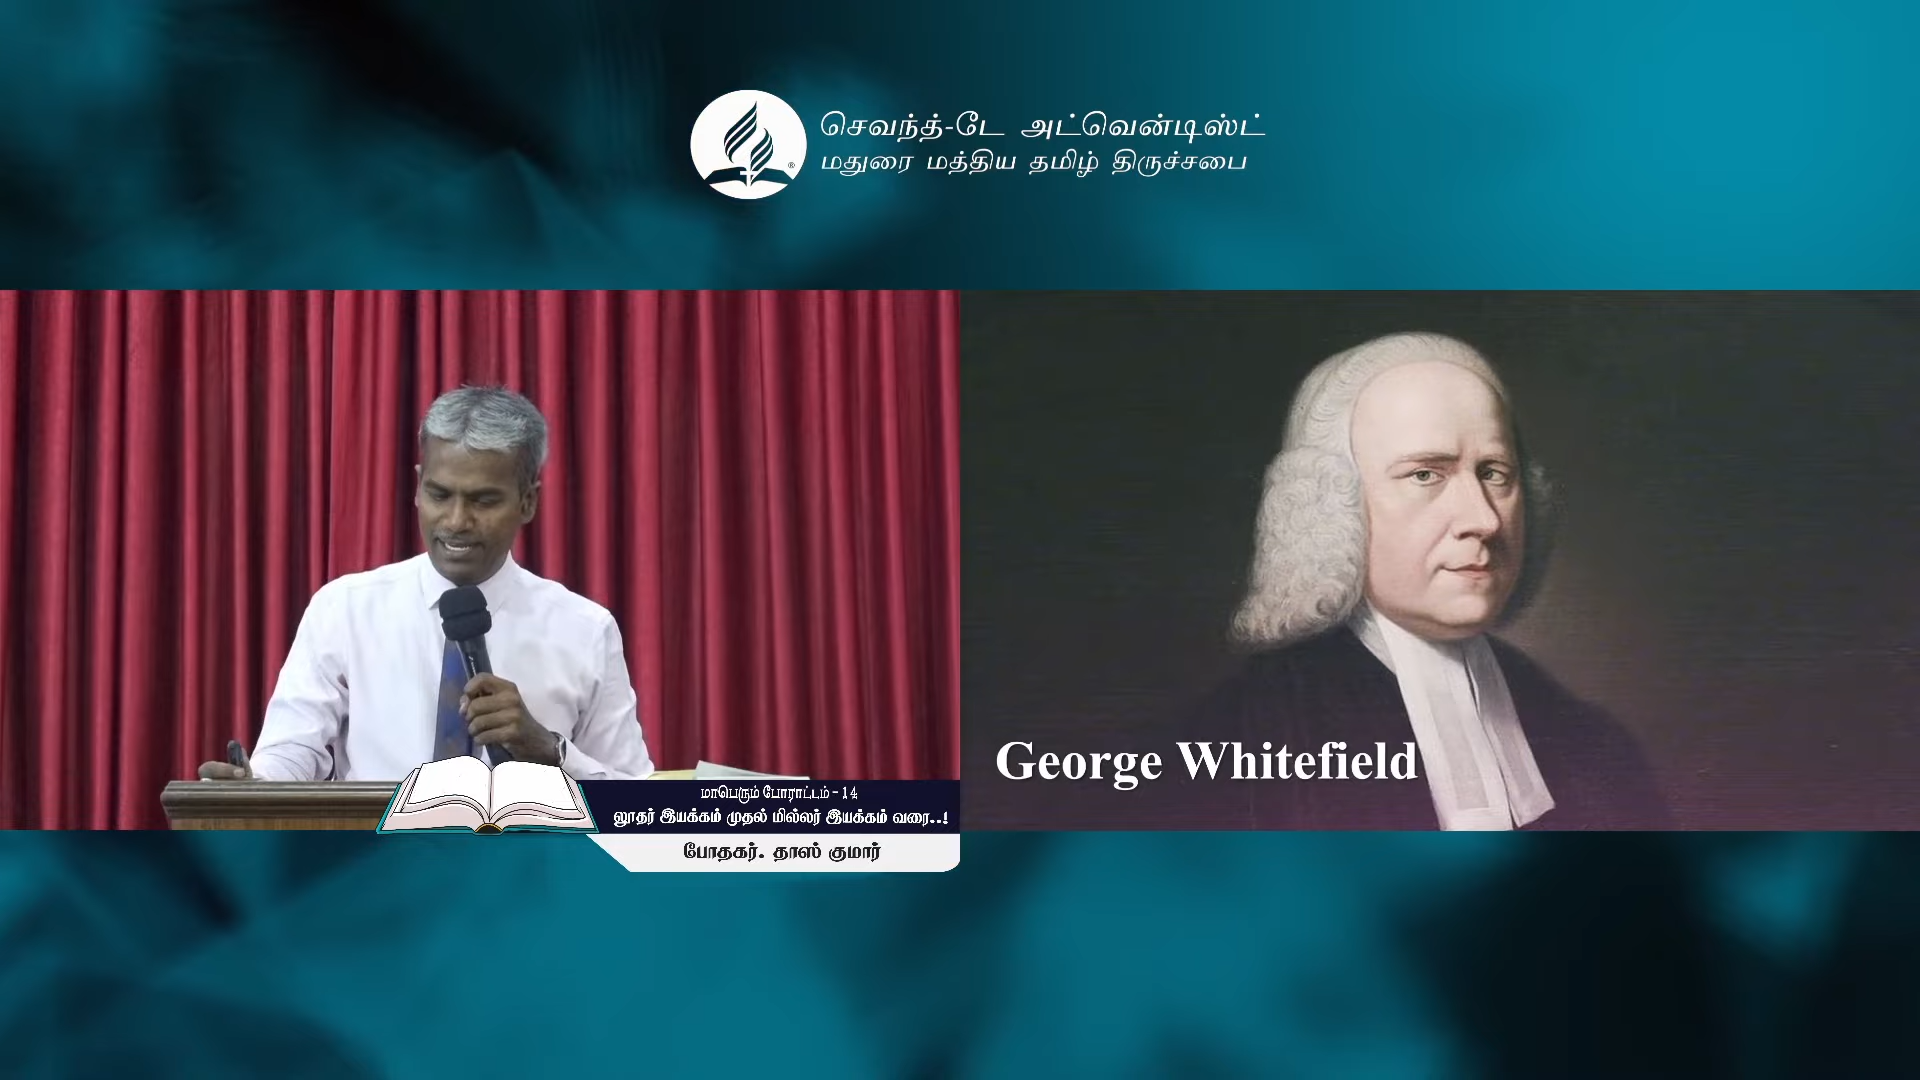 செவந்த்-டே அட்வென்டிஸ்ட்
மதுரை மத்திய தமிழ் திருச்சபை
George Whitefield
மாபெரும் போராட்டம் - 14
லூதர் இயக்கம் முதல் மில்லர் இயக்கம் வரை..!
போதகர். தாஸ் குமார்